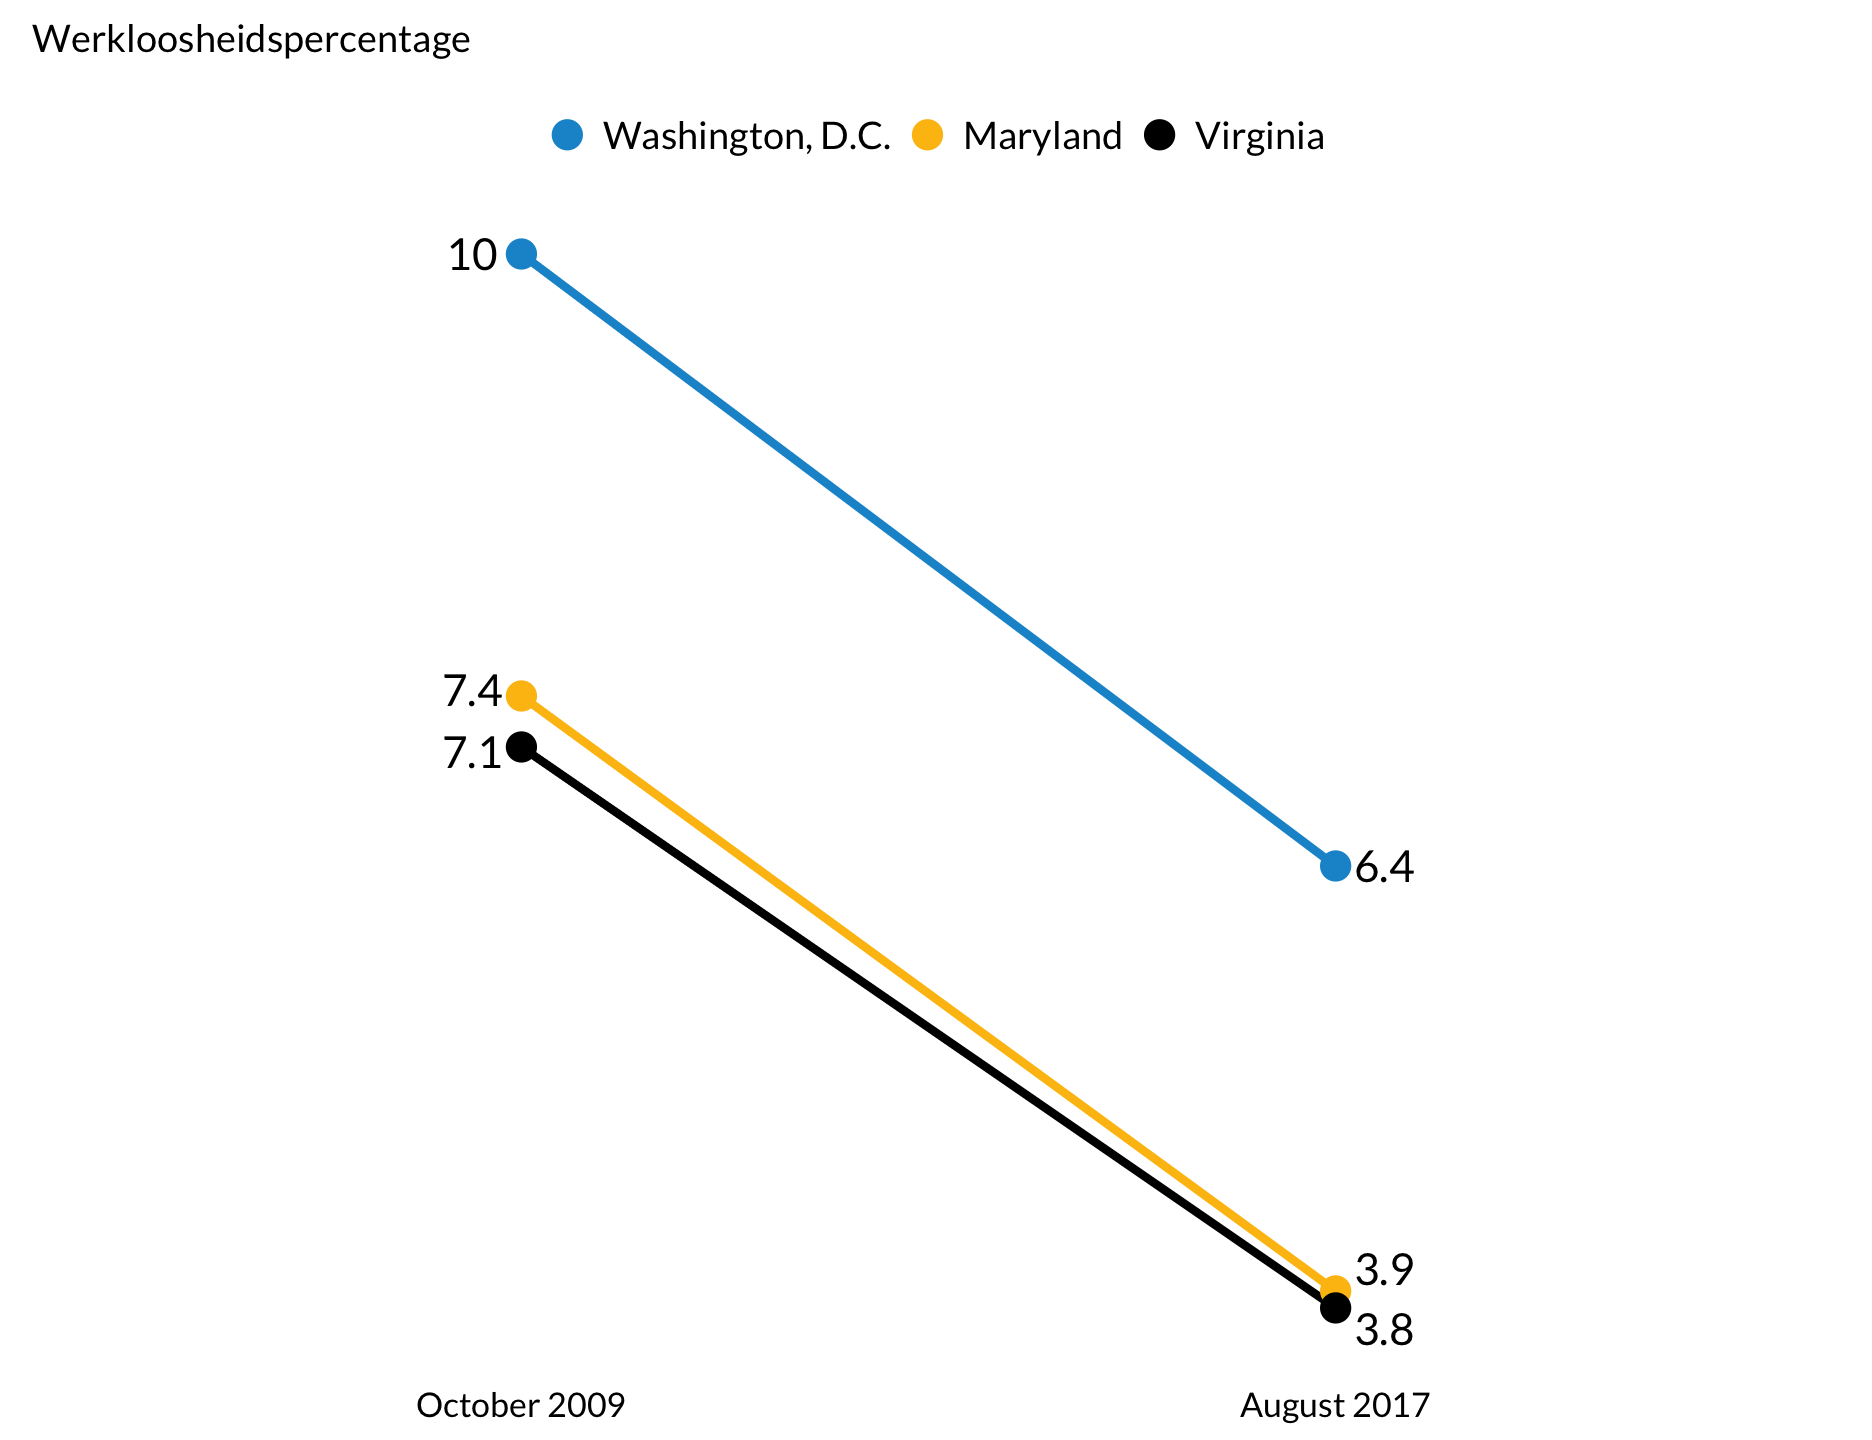 Werkloosheidspercentage
Washington, D.C. Maryland Virginia
10
7.4
7.1
6.4
3.9
3.8
October 2009 August 2017